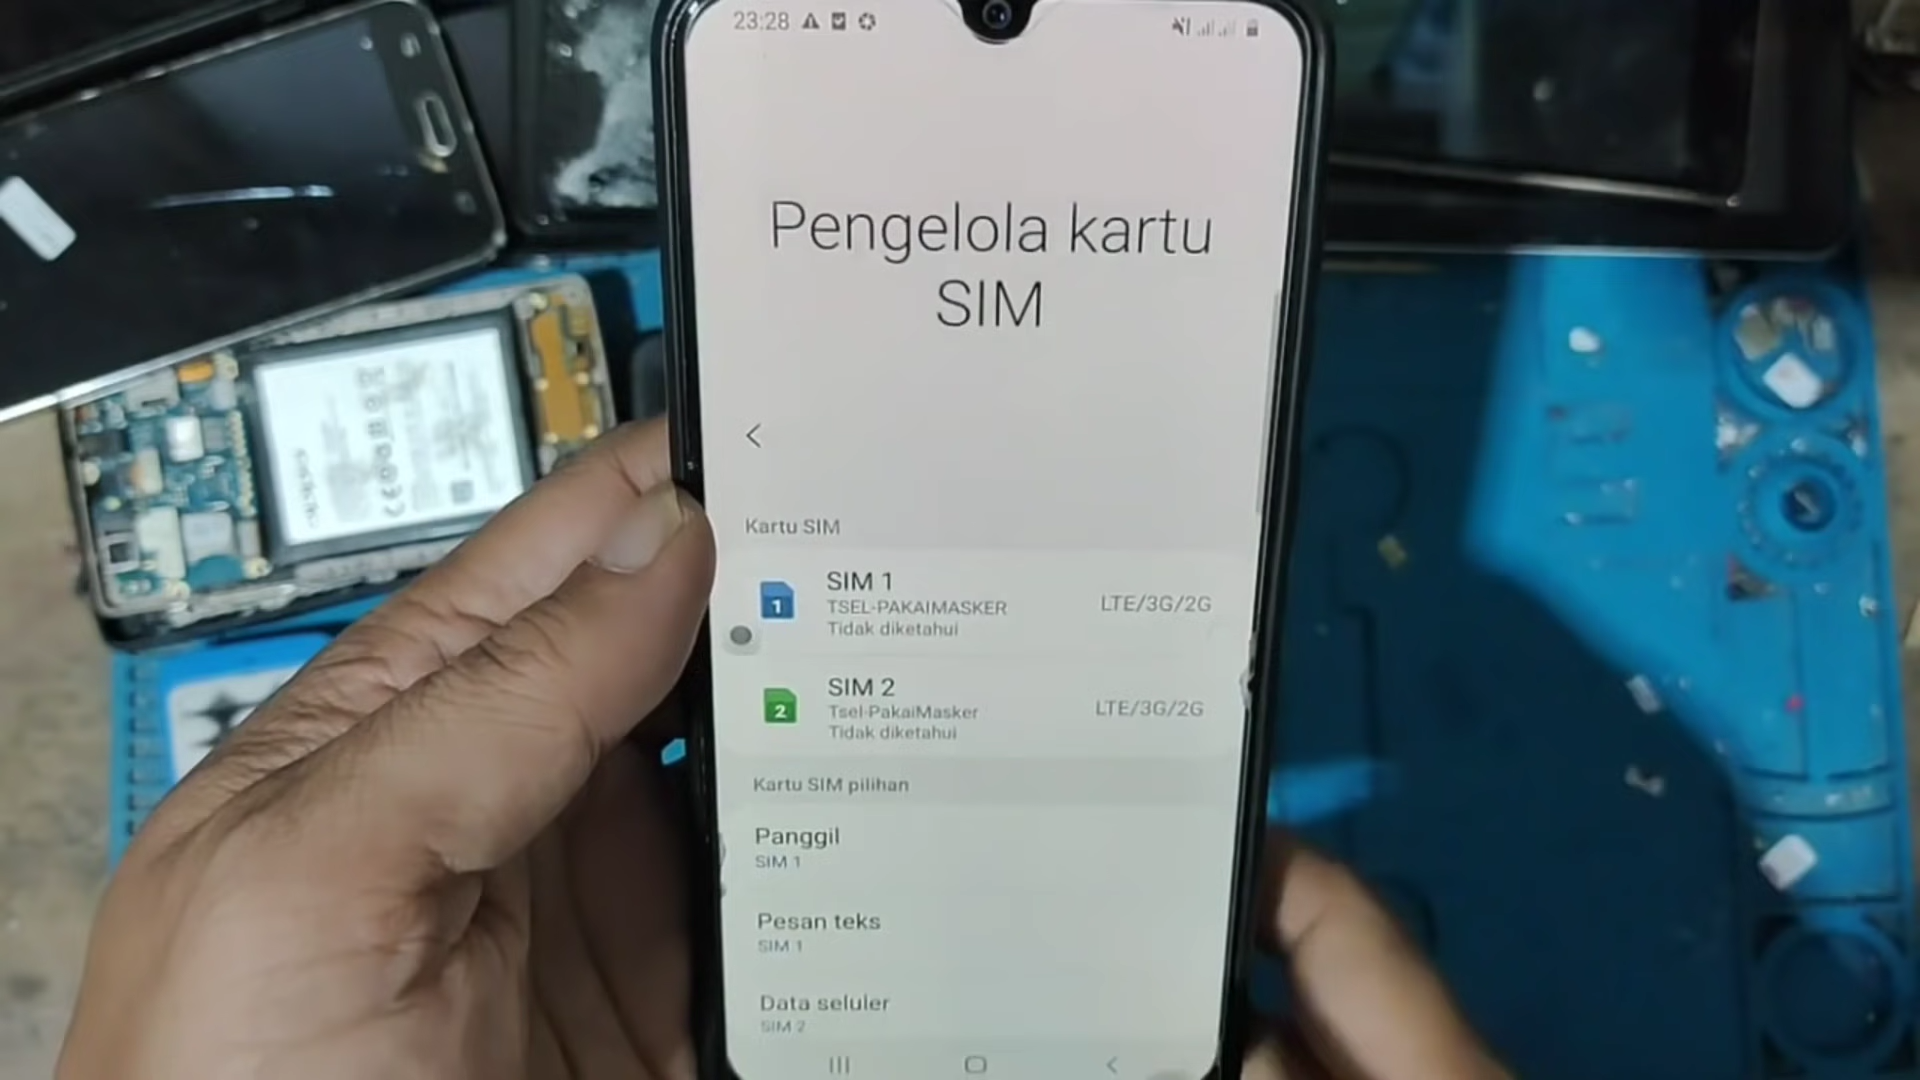 23:28
Pengelola kartu
SIM
Kartu SIM
1
SIM 1
TSEL-PAKAIMASKER
Tidak diketahui
LTE/3G/2G
2
SIM 2
Tsel-PakaiMasker
Tidak diketahui
LTE/3G/2G
Kartu SIM pilihan
Panggil
SIM 1
Pesan teks
SIM 1
Data seluler
SIM 2